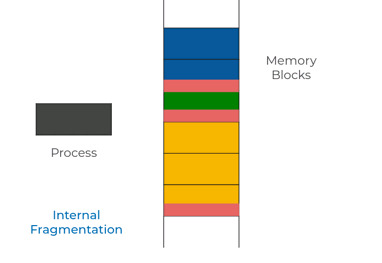 Memory
Blocks
Process
Internal
Fragmentation